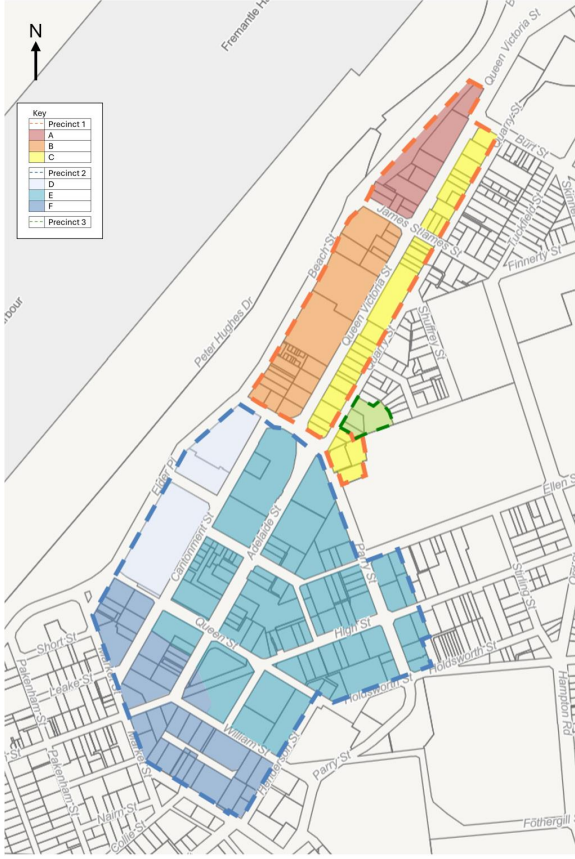 Queen Victoria St
Fremantle
N
Key
Precinct 1
A
B
C
Precinct 2
D
E
F
Precinct 3
Quarry St
Burt St
Tuckfield St
James St
James St
Finnerty St
Beach St
Queen Victoria St
Shuffrey St
Quarry St
Peter Hughes Dr
Elder Pl
Ellen
Cantonment St
Adelaide St
Parry St
Stirling St
Queen St
High St
Short St
Holdsworth St
Holdsworth St
Leake St
Pakenham St
Hampton Rd
William St
Henderson St
Parry St
Market St
Pakenham St
Nairn St
Collie St
Fothergill